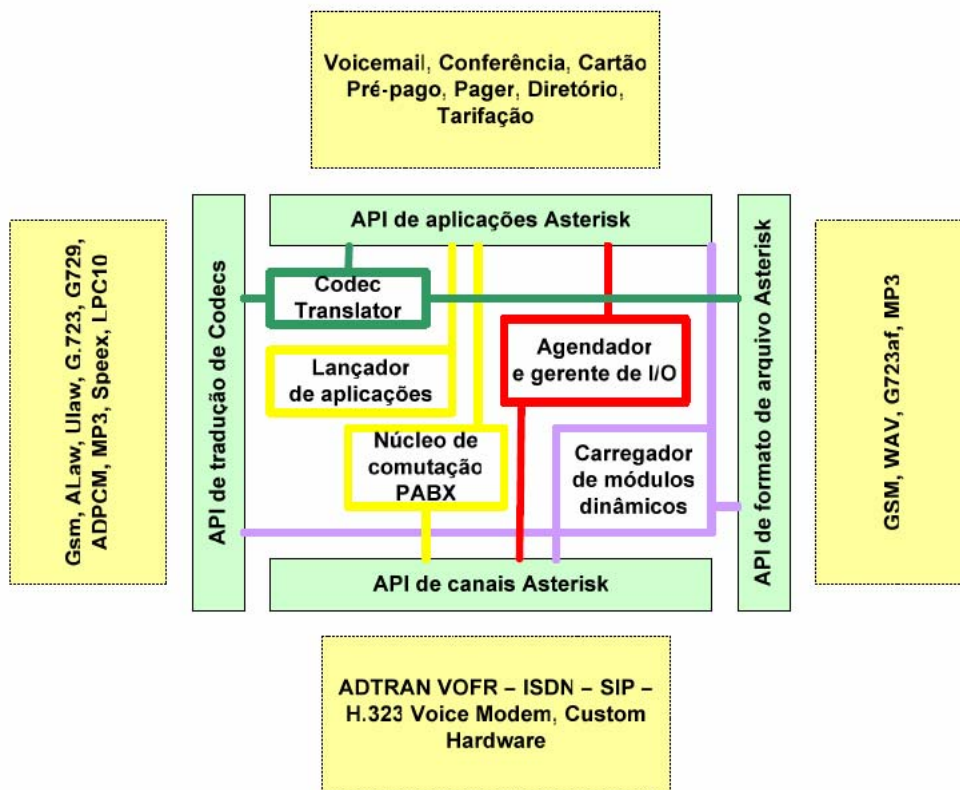 Voicemail, Conferência, Cartão
Pré-pago, Pager, Diretório,
Tarifação
API de aplicações Asterisk
Gsm, ALaw, Ulaw, G.723, G729,
ADPCM, MP3, Speex, LPC10
API de tradução de Codecs
Codec
Translator
Lançador
de aplicações
Agendador
e gerente de I/O
Núcleo de
comutação
PABX
Carregador
de módulos
dinâmicos
API de formato de arquivo Asterisk
GSM, WAV, G723af, MP3
API de canais Asterisk
ADTRAN VOFR – ISDN – SIP –
H.323 Voice Modem, Custom
Hardware